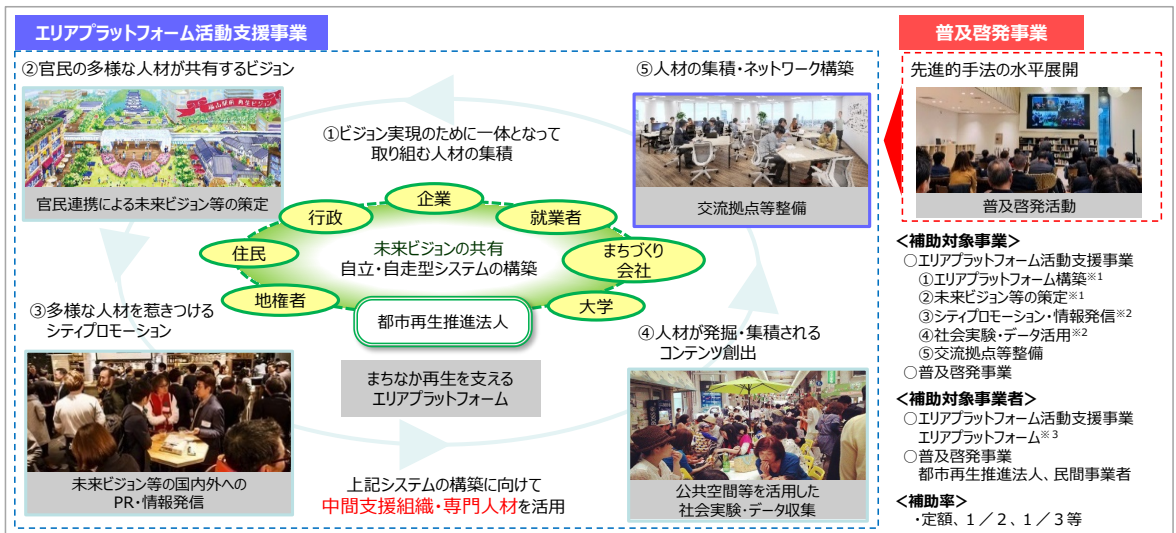 エリアプラットフォーム活動支援事業
②官民の多様な人材が共有するビジョン
福山駅前 再生ビジョン
官民連携による未来ビジョン等の策定
①ビジョン実現のために一体となって
取り組む人材の集積
⑤人材の集積・ネットワーク構築
交流拠点等整備
企業
行政
就業者
住民
まちづくり
会社
地権者
大学
未来ビジョンの共有
自立・自走型システムの構築
都市再生推進法人
まちなか再生を支える
エリアプラットフォーム
③多様な人材を惹きつける
シティプロモーション
未来ビジョン等の国内外への
PR・情報発信
④人材が発掘・集積される
コンテンツ創出
公共空間等を活用した
社会実験・データ収集
上記システムの構築に向けて
中間支援組織・専門人材を活用
普及啓発事業
先進的手法の水平展開
普及啓発活動
<補助対象事業>
○エリアプラットフォーム活動支援事業
①エリアプラットフォーム構築※1
②未来ビジョン等の策定※1
③シティプロモーション・情報発信※2
④社会実験・データ活用※2
⑤交流拠点等整備
○普及啓発事業
<補助対象事業者>
○エリアプラットフォーム活動支援事業
エリアプラットフォーム※3
○普及啓発事業
都市再生推進法人、民間事業者
<補助率>
・定額、1/2、1/3等